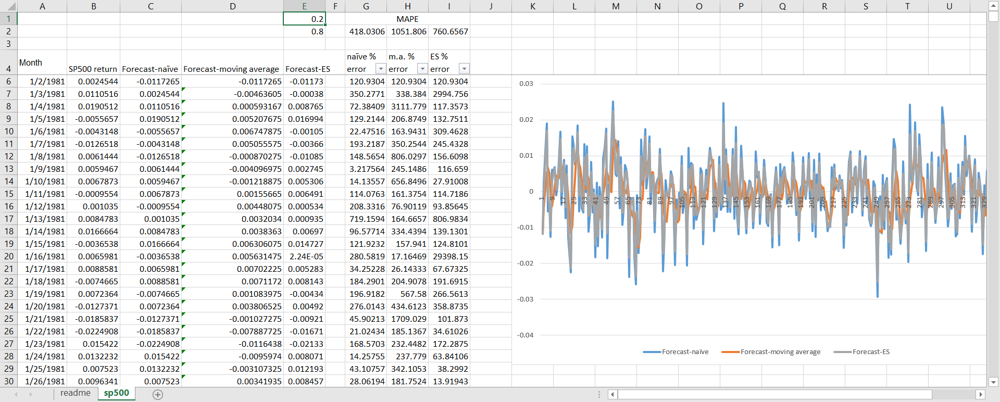 A B C D E F G H I J K L M N O P Q R S T U
1 0.2 MAPE
2 0.8 418.0306 1051.806 760.6567
3
4 Month SP500 return Forecast-naïve Forecast-moving average Forecast-ES naïve % error m.a. % error ES % error
6 1/2/1981 0.0024544 -0.0117265 -0.0117265 -0.01173 120.9304 120.9304 120.9304
7 1/3/1981 0.0110516 0.0024544 -0.00463605 -0.00038 350.2771 338.384 2994.756
8 1/4/1981 0.0190512 0.0110516 0.000593167 0.008765 72.38409 3111.779 117.3573
9 1/5/1981 -0.0055657 0.0190512 0.005207675 0.016994 129.2144 206.8749 132.7511
10 1/6/1981 -0.0043148 -0.0055657 0.006747875 -0.00105 22.47516 163.9431 309.4628
11 1/7/1981 -0.0126518 -0.0043148 0.005055575 -0.00366 193.2187 350.2544 245.4328
12 1/8/1981 0.0061444 -0.0126518 -0.000870275 -0.01085 148.5654 806.0297 156.6098
13 1/9/1981 0.0059467 0.0061444 -0.004096975 0.002745 3.217564 245.1486 116.659
14 1/10/1981 0.0067873 0.0059467 -0.001218875 0.005306 14.13557 656.8496 27.91008
15 1/11/1981 -0.0009554 0.0067873 0.00155665 0.006491 114.0763 161.3754 114.7186
16 1/12/1981 0.001035 -0.0009554 0.00448075 0.000534 208.3316 76.90119 93.85645
17 1/13/1981 0.0084783 0.001035 0.0032034 0.000935 719.1594 164.6657 806.9834
18 1/14/1981 0.0166664 0.0084783 0.0038363 0.00697 96.57714 334.4394 139.1301
19 1/15/1981 -0.0036538 0.0166664 0.006306075 0.014727 121.9232 157.941 124.8101
20 1/16/1981 0.0065981 -0.0036538 0.005631475 2.24E-05 280.5819 17.16469 29398.15
21 1/17/1981 0.0088581 0.0065981 0.00702225 0.005283 34.25228 26.14333 67.67325
22 1/18/1981 -0.0074665 0.0088581 0.0071172 0.008143 184.2901 204.9078 191.6915
23 1/19/1981 0.0072364 -0.0074665 0.001083975 -0.00434 196.9182 567.58 266.5613
24 1/20/1981 -0.0127371 0.0072364 0.003806525 0.00492 276.0143 434.6123 358.8735
25 1/21/1981 -0.0185837 -0.0127371 -0.001027275 -0.00921 45.90213 1709.029 101.873
26 1/22/1981 -0.0224908 -0.0185837 -0.007887725 -0.01671 21.02434 185.1367 34.61026
27 1/23/1981 0.015422 -0.0224908 -0.0116438 -0.02133 168.5703 232.4482 172.2875
28 1/24/1981 0.0132232 0.015422 -0.0095974 0.008071 14.25755 237.779 63.84106
29 1/25/1981 0.007523 0.0132232 -0.003107325 0.012193 43.10757 342.1053 38.2992
30 1/26/1981 0.0096341 0.007523 0.00341935 0.008457 28.06194 181.7524 13.91943
0.03
0.02
0.01
0
-0.01
-0.02
-0.03
-0.04
1 9 17 25 33 41 49 57 65 73 81 89 97 105 113 121 129 137 145 153 161 169 177 185 193 201 209 217 225 233 241 249 257 265 273 281 289 297 305 313 321 329
Forecast-naïve Forecast-moving average Forecast-ES
readme sp500